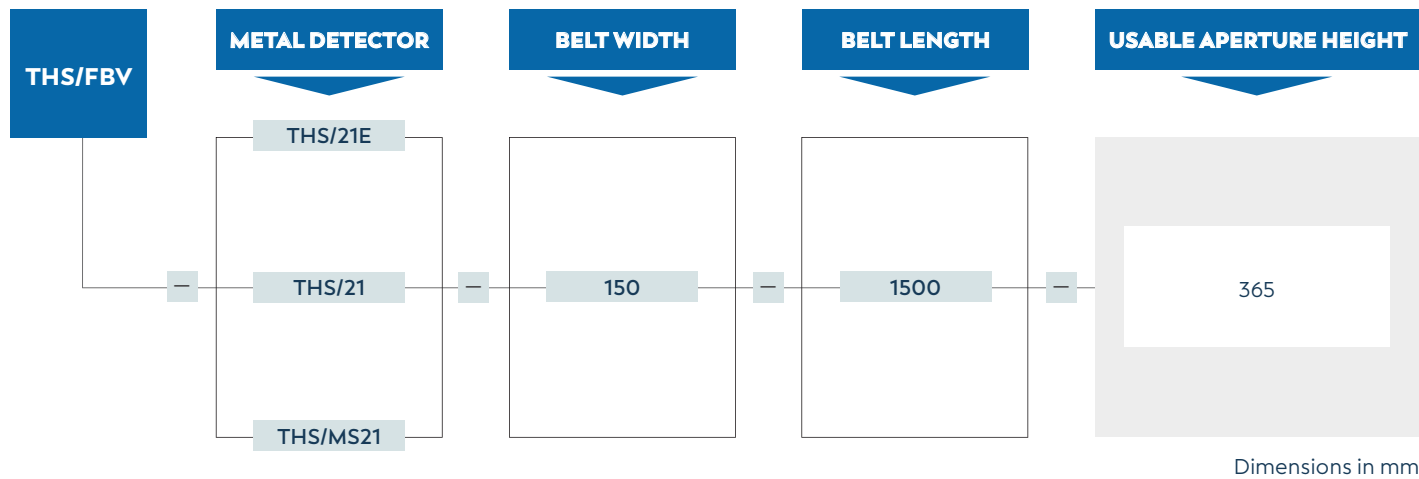 THS/FBV
METAL DETECTOR
BELT WIDTH
BELT LENGTH
USABLE APERTURE HEIGHT
THS/21E
—
THS/21
—
150
—
1500
—
365
THS/MS21
Dimensions in mm